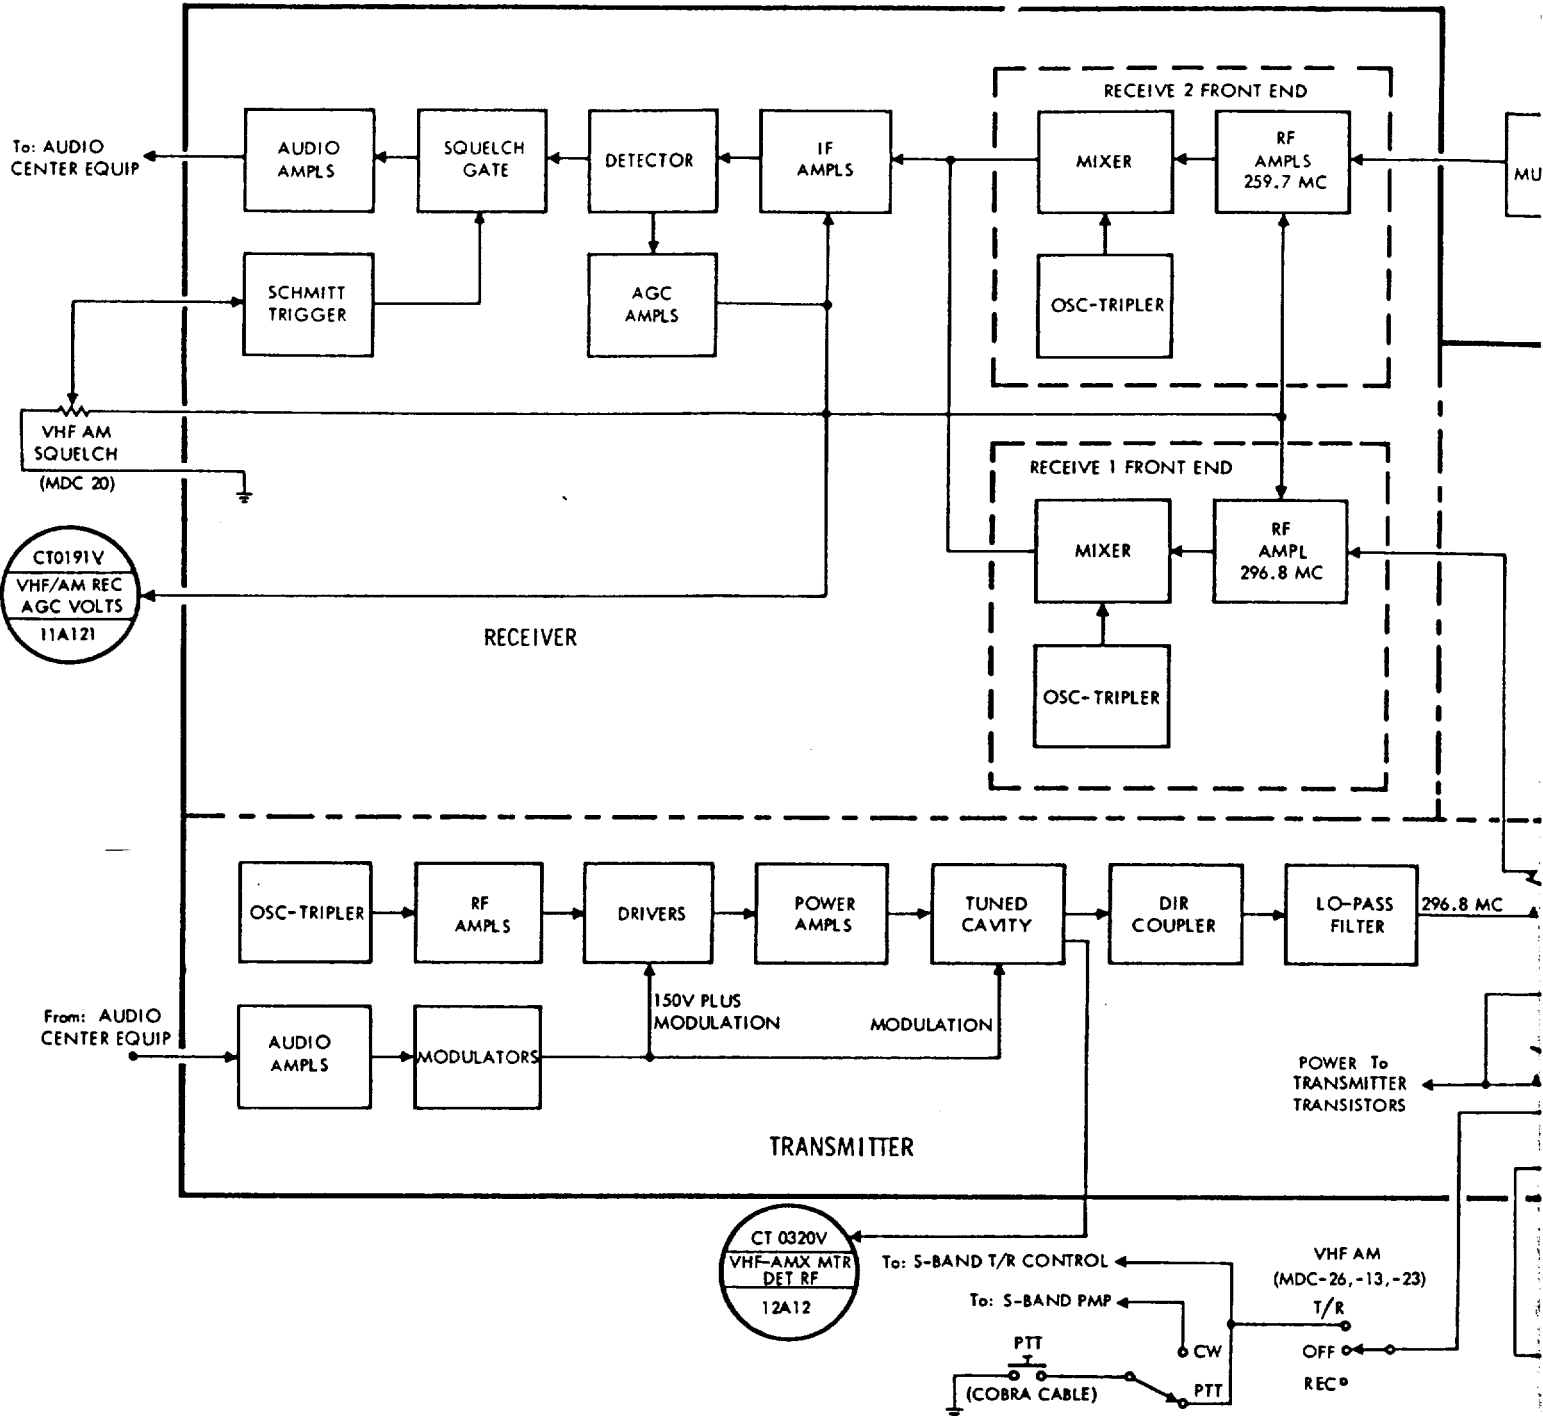 RECEIVE 2 FRONT END
To: AUDIO
CENTER EQUIP
AUDIO
AMPLS
SQUELCH
GATE
DETECTOR
IF
AMPLS
MIXER
RF
AMPLS
259.7 MC
MU
SCHMITT
TRIGGER
AGC
AMPLS
OSC-TRIPLER
VHF AM
SQUELCH
(MDC 20)
RECEIVE 1 FRONT END
MIXER
RF
AMPL
296.8 MC
CT0191V
VHF/AM REC
AGC VOLTS
11A121
RECEIVER
OSC-TRIPLER
OSC-TRIPLER
RF
AMPLS
DRIVERS
POWER
AMPLS
TUNED
CAVITY
DIR
COUPLER
LO-PASS
FILTER
296.8 MC
From: AUDIO
CENTER EQUIP
AUDIO
AMPLS
MODULATORS
150V PLUS
MODULATION
MODULATION
POWER To
TRANSMITTER
TRANSISTORS
TRANSMITTER
CT 0320V
VHF-AMX MTR
DET RF
12A12
To: S-BAND T/R CONTROL
To: S-BAND PMP
VHF AM
(MDC-26,-13,-23)
T/R
OFF
REC
CW
PTT
PTT
(COBRA CABLE)